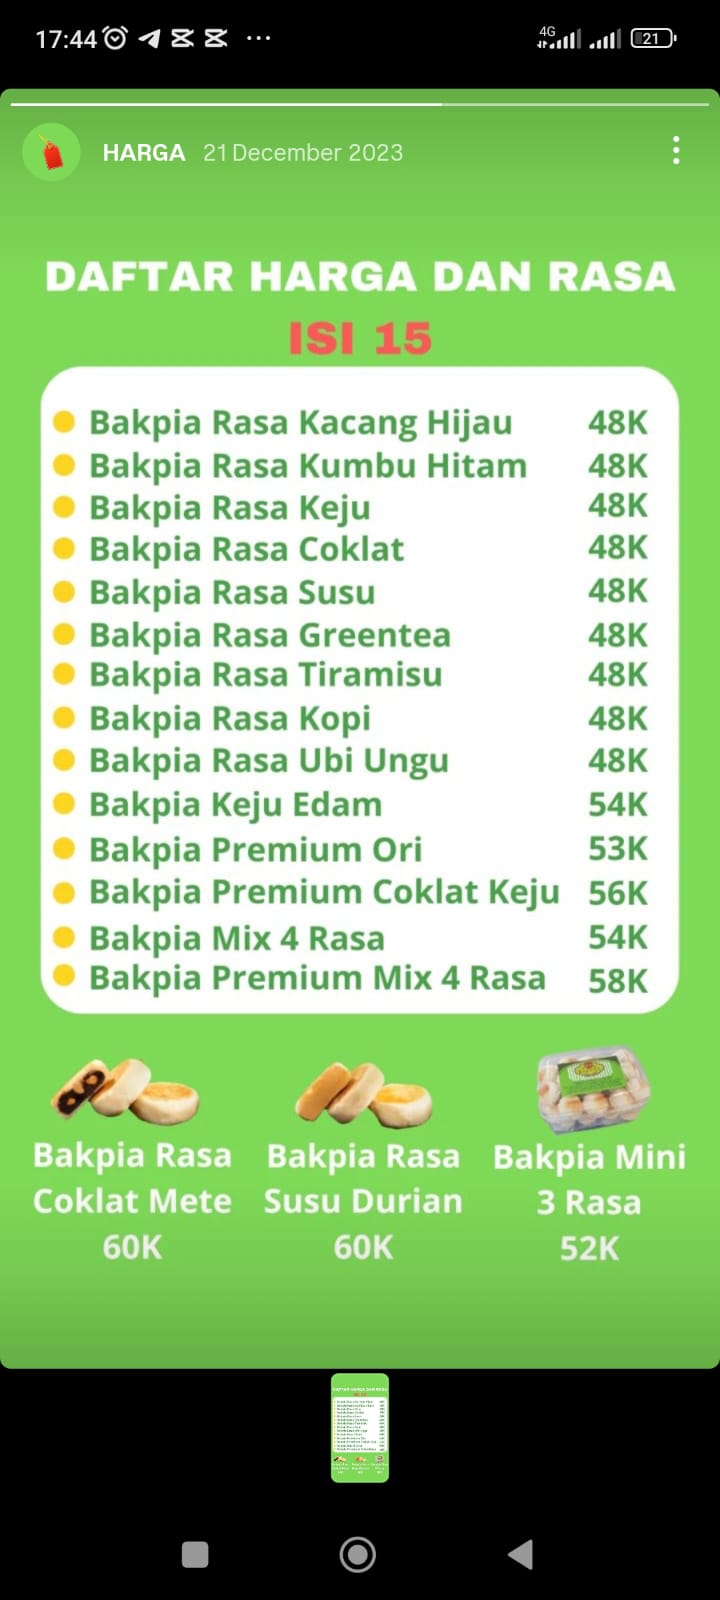 17:44
4G
21
HARGA 21 December 2023
DAFTAR HARGA DAN RASA
ISI 15
Bakpia Rasa Kacang Hijau 48K
Bakpia Rasa Kumbu Hitam 48K
Bakpia Rasa Keju 48K
Bakpia Rasa Coklat 48K
Bakpia Rasa Susu 48K
Bakpia Rasa Greentea 48K
Bakpia Rasa Tiramisu 48K
Bakpia Rasa Kopi 48K
Bakpia Rasa Ubi Ungu 48K
Bakpia Keju Edam 54K
Bakpia Premium Ori 53K
Bakpia Premium Coklat Keju 56K
Bakpia Mix 4 Rasa 54K
Bakpia Premium Mix 4 Rasa 58K
Bakpia Rasa
Coklat Mete
60K
Bakpia Rasa
Susu Durian
60K
Bakpia Mini
3 Rasa
52K